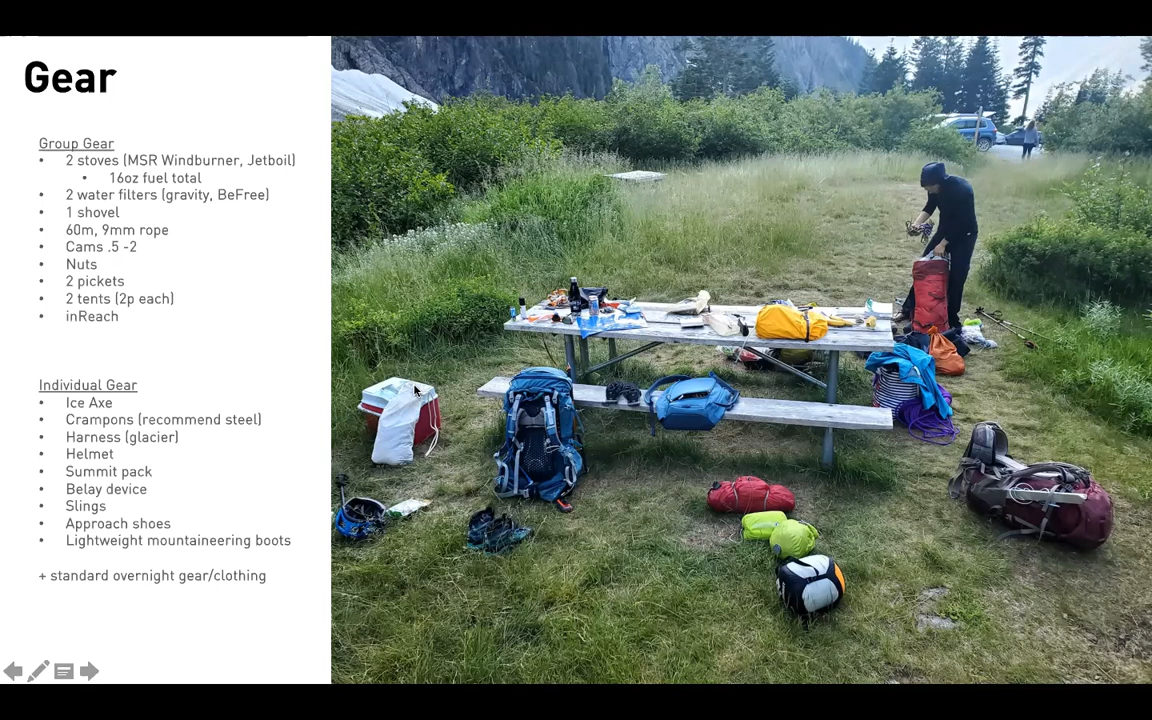 Gear
Group Gear
• 2 stoves (MSR Windburner, Jetboil)
• 16oz fuel total
• 2 water filters (gravity, BeFree)
• 1 shovel
• 60m, 9mm rope
• Cams .5 -2
• Nuts
• 2 pickets
• 2 tents (2p each)
• inReach
Individual Gear
• Ice Axe
• Crampons (recommend steel)
• Harness (glacier)
• Helmet
• Summit pack
• Belay device
• Slings
• Approach shoes
• Lightweight mountaineering boots
+ standard overnight gear/clothing